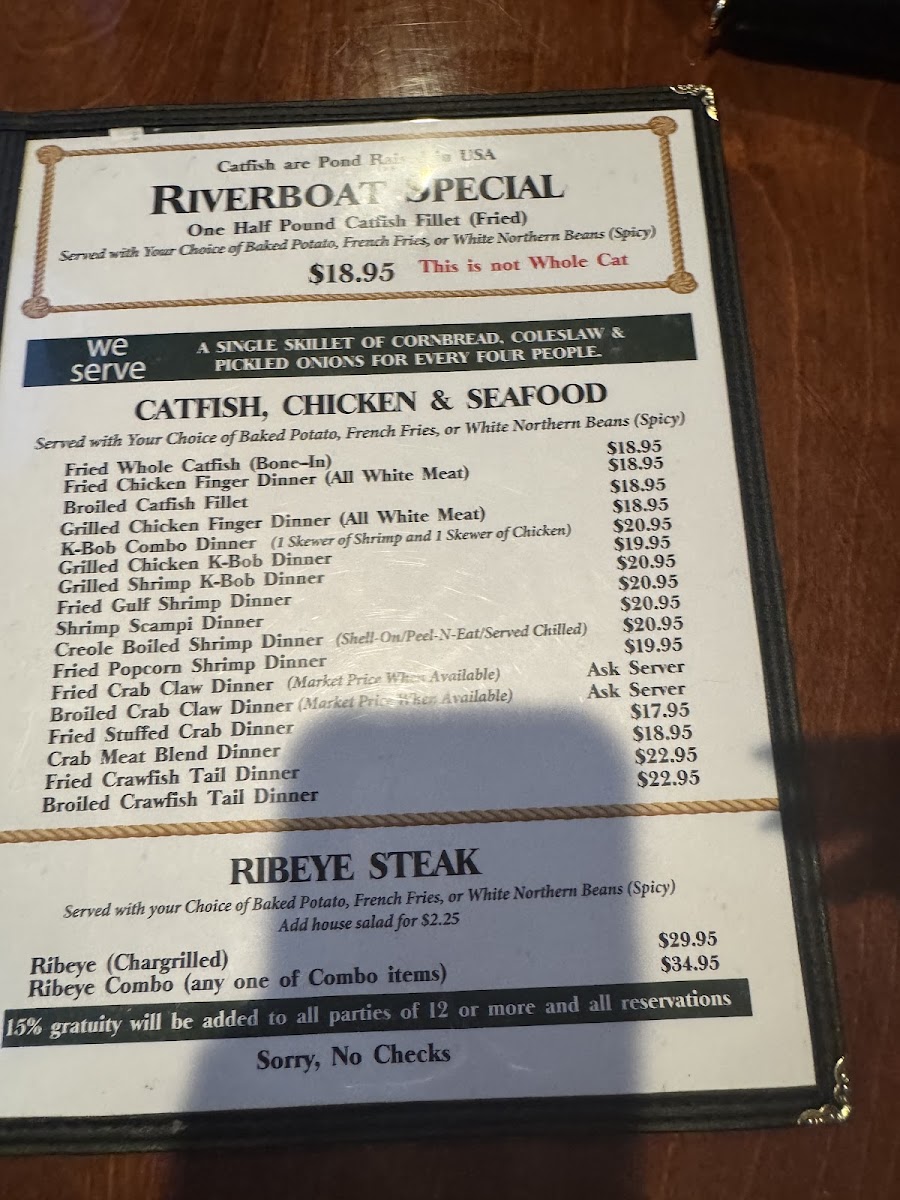 Catfish are Pond Raised in USA
RIVERBOAT SPECIAL
One Half Pound Catfish Fillet (Fried)
Served with Your Choice of Baked Potato, French Fries, or White Northern Beans (Spicy)
$18.95 This is not Whole Cat
we serve
A SINGLE SKILLET OF CORNBREAD, COLESLAW &
PICKLED ONIONS FOR EVERY FOUR PEOPLE.
CATFISH, CHICKEN & SEAFOOD
Served with Your Choice of Baked Potato, French Fries, or White Northern Beans (Spicy)
Fried Whole Catfish (Bone-In) $18.95
Fried Chicken Finger Dinner (All White Meat) $18.95
Broiled Catfish Fillet $18.95
Grilled Chicken Finger Dinner (All White Meat) $18.95
K-Bob Combo Dinner (1 Skewer of Shrimp and 1 Skewer of Chicken) $20.95
Grilled Chicken K-Bob Dinner $19.95
Grilled Shrimp K-Bob Dinner $20.95
Fried Gulf Shrimp Dinner $20.95
Shrimp Scampi Dinner $20.95
Creole Boiled Shrimp Dinner (Shell-On/Peel-N-Eat/Served Chilled) $20.95
Fried Popcorn Shrimp Dinner $19.95
Fried Crab Claw Dinner (Market Price When Available) Ask Server
Broiled Crab Claw Dinner (Market Price When Available) Ask Server
Fried Stuffed Crab Dinner $17.95
Crab Meat Blend Dinner $18.95
Fried Crawfish Tail Dinner $22.95
Broiled Crawfish Tail Dinner $22.95
RIBEYE STEAK
Served with your Choice of Baked Potato, French Fries, or White Northern Beans (Spicy)
Add house salad for $2.25
Ribeye (Chargrilled) $29.95
Ribeye Combo (any one of Combo items) $34.95
15% gratuity will be added to all parties of 12 or more and all reservations
Sorry, No Checks